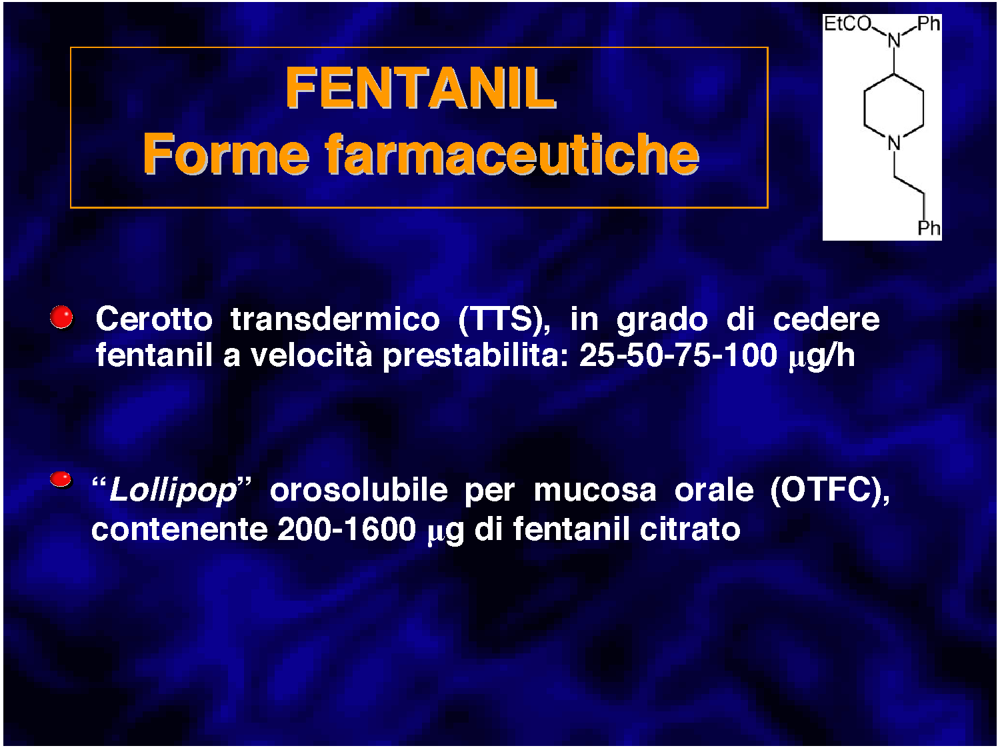 EtCO Ph
N
FENTANIL
Forme farmaceutiche
N
Ph
Cerotto transdermico (TTS), in grado di cedere
fentanil a velocità prestabilita: 25-50-75-100 μg/h
“Lollipop” orosolubile per mucosa orale (OTFC),
contenente 200-1600 μg di fentanil citrato